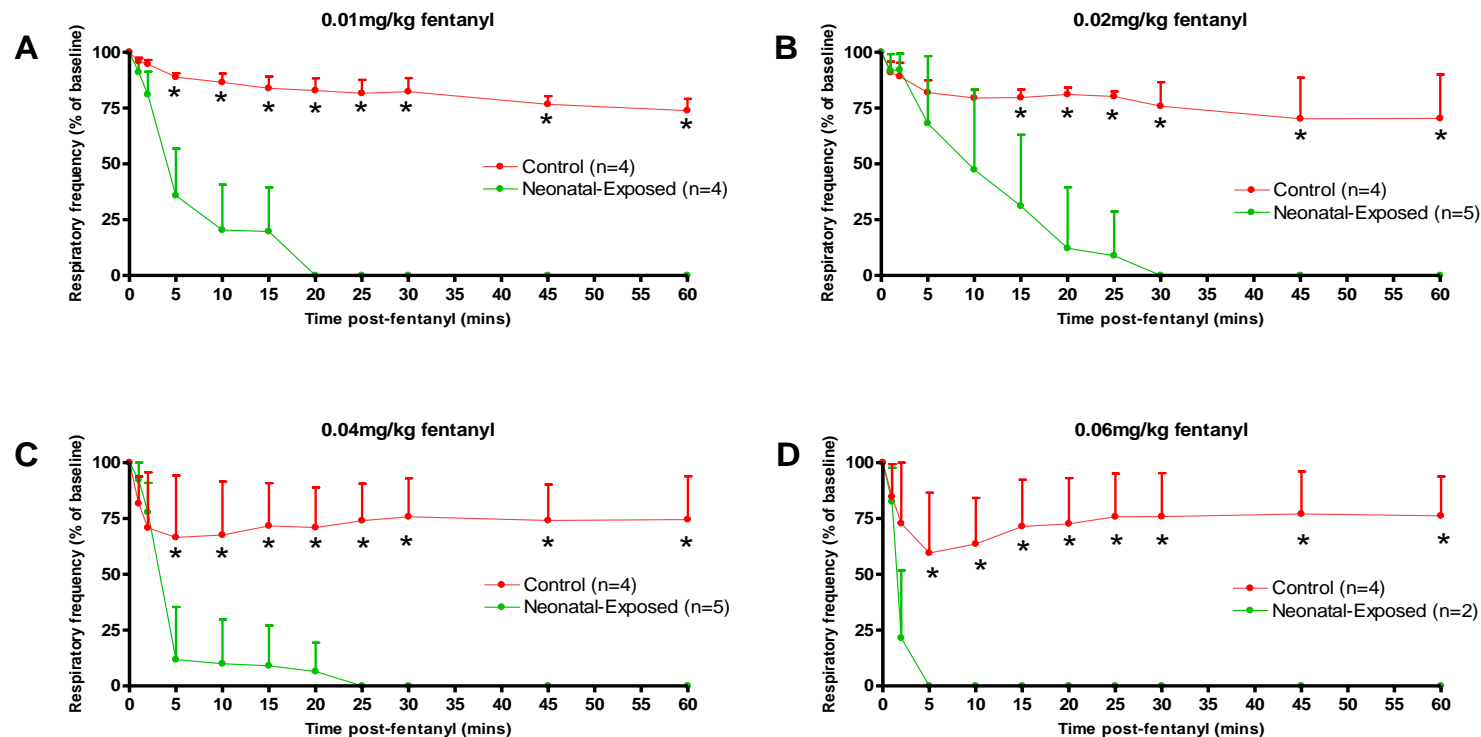 A
0.01mg/kg fentanyl
Respiratory frequency (% of baseline)
100
75
50
25
0
* * * * * * * *
Control (n=4)
Neonatal-Exposed (n=4)
0 5 10 15 20 25 30 35 40 45 50 55 60
Time post-fentanyl (mins)
B
0.02mg/kg fentanyl
Respiratory frequency (% of baseline)
100
75
50
25
0
* * * * * *
Control (n=4)
Neonatal-Exposed (n=5)
0 5 10 15 20 25 30 35 40 45 50 55 60
Time post-fentanyl (mins)
C
0.04mg/kg fentanyl
Respiratory frequency (% of baseline)
100
75
50
25
0
* * * * * * * *
Control (n=4)
Neonatal-Exposed (n=5)
0 5 10 15 20 25 30 35 40 45 50 55 60
Time post-fentanyl (mins)
D
0.06mg/kg fentanyl
Respiratory frequency (% of baseline)
100
75
50
25
0
* * * * * * * *
Control (n=4)
Neonatal-Exposed (n=2)
0 5 10 15 20 25 30 35 40 45 50 55 60
Time post-fentanyl (mins)